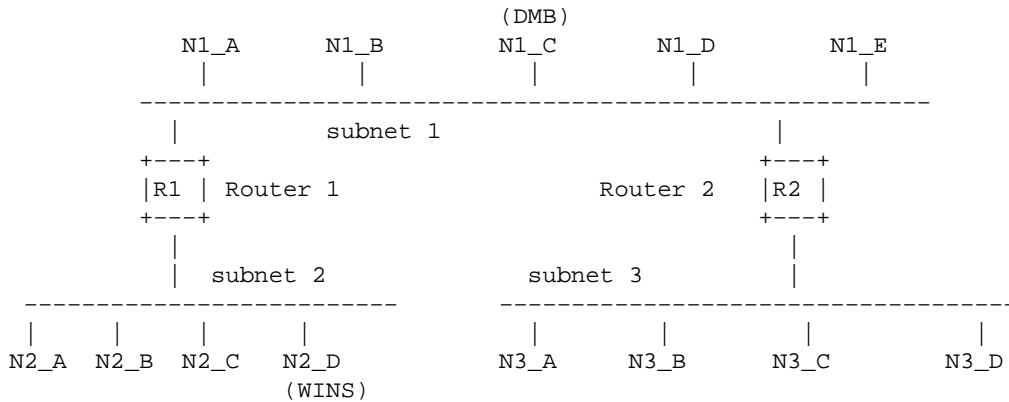 (DMB)
N1_A N1_B N1_C N1_D N1_E
subnet 1
R1 Router 1 Router 2 R2
subnet 2 subnet 3
N2_A N2_B N2_C N2_D N3_A N3_B N3_C N3_D
(WINS)